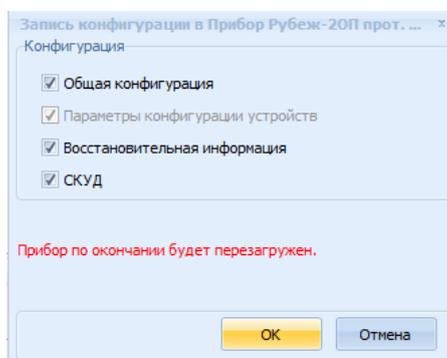 Запись конфигурации в Прибор Рубеж-2ОП прот. ... x
Конфигурация
Общая конфигурация
Параметры конфигурации устройств
Восстановительная информация
СКУД
Прибор по окончании будет перезагружен.
OK
Отмена